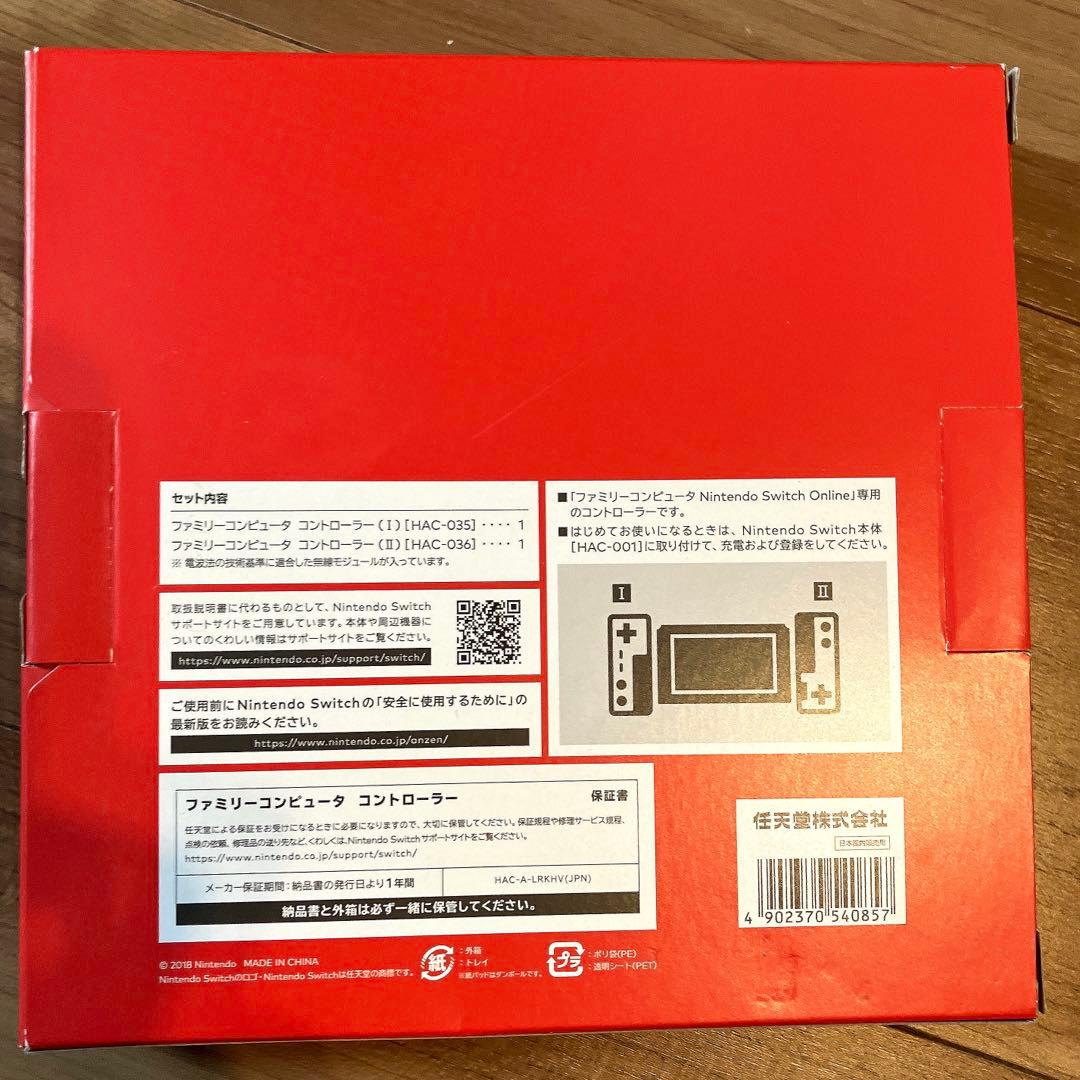 セット内容
ファミリーコンピュータ コントローラー(Ⅰ)[HAC-035]‥‥1
ファミリーコンピュータ コントローラー(Ⅱ)[HAC-036]‥‥1
※ 電波法の技術基準に適合した無線モジュールが入っています。
取扱説明書に代わるものとして、Nintendo Switch
サポートサイトをご用意しています。本体や周辺機器に
ついてのくわしい情報はサポートサイトをご覧ください。
https://www.nintendo.co.jp/support/switch/
ご使用前にNintendo Switchの「安全に使用するために」の
最新版をお読みください。
https://www.nintendo.co.jp/anzen/
■「ファミリーコンピュータ Nintendo Switch Online」専用
のコントローラーです。
■はじめてお使いになるときは、Nintendo Switch本体
[HAC-001]に取り付けて、充電および登録をしてください。
Ⅰ
Ⅱ
ファミリーコンピュータ コントローラー 保証書
任天堂による保証をお受けになるときに必要になりますので、大切に保管してください。保証規程や修理サービス規程、
点検の依頼、修理品の送り先など、くわしくは、Nintendo Switchサポートサイトをご覧ください。
https://www.nintendo.co.jp/support/switch/
メーカー保証期間:納品書の発行日より1年間
HAC-A-LRKHV(JPN)
納品書と外箱は必ず一緒に保管してください。
任天堂株式会社
日本国内販売用
4 902370 540857
© 2018 Nintendo MADE IN CHINA
Nintendo Switchのロゴ・Nintendo Switchは任天堂の商標です。
紙
:外箱
:トレイ
※紙パッドはダンボールです。
プラ
:ポリ袋(PE)
:透明シート(PET)